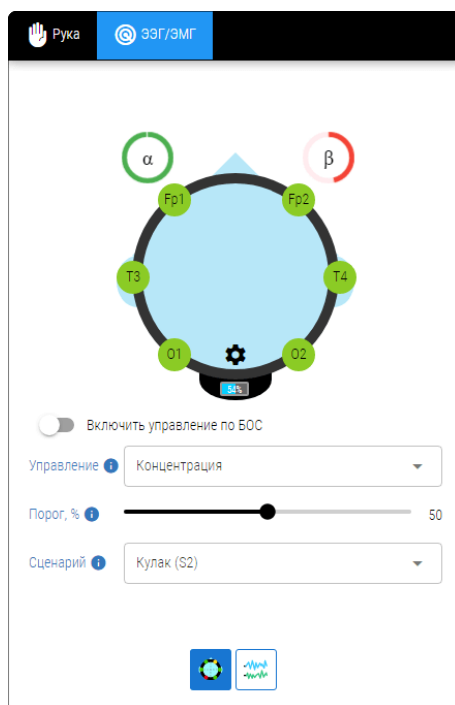 Рука ЭЭГ/ЭМГ
α β
Fp1 Fp2
T3 T4
O1 O2
54%
Включить управление по БОС
Управление i Концентрация
Порог, % i 50
Сценарий i Кулак (S2)